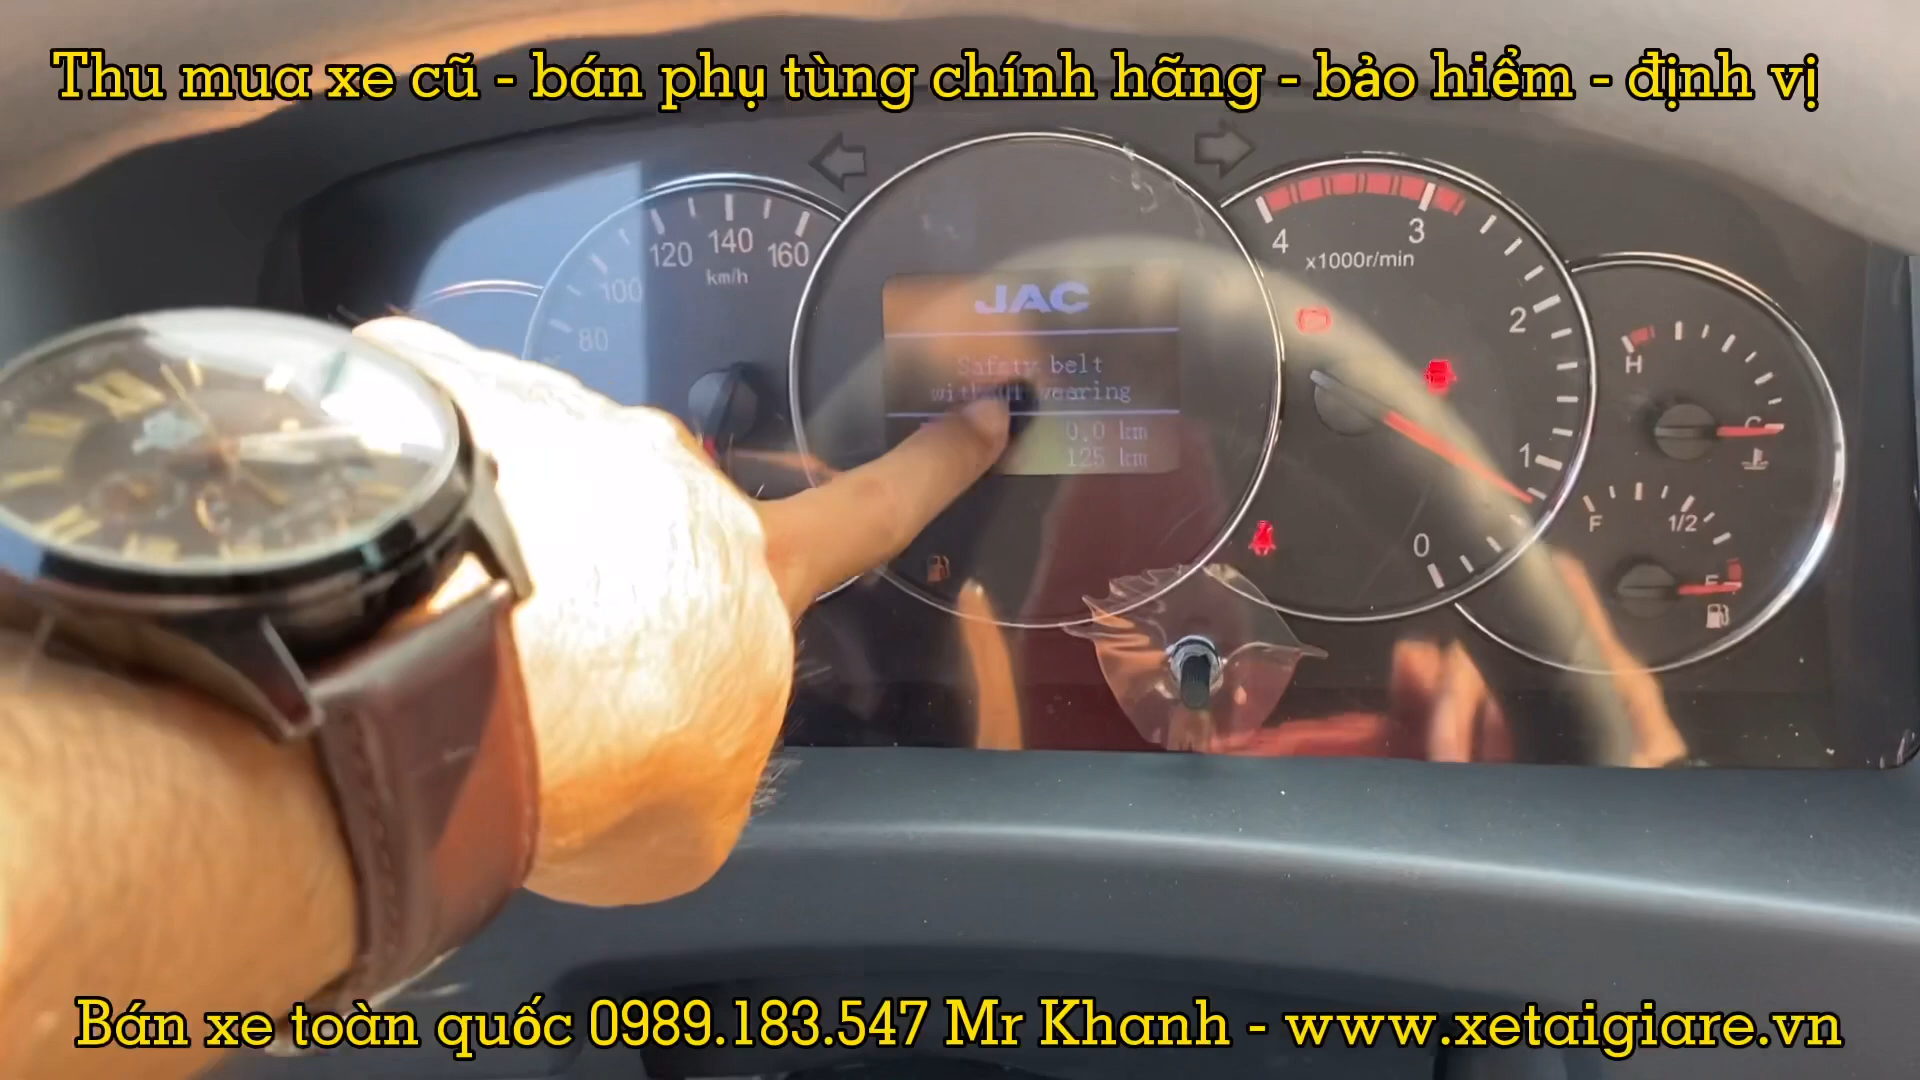 Thu mua xe cũ - bán phụ tùng chính hãng - bảo hiểm - định vị
120 140 160
km/h
100
80
JAC
Safety belt
without wearing
0.0 km
125 km
4 3 2 1 0
x1000r/min
H
C
F 1/2 E
Bán xe toàn quốc 0989.183.547 Mr Khanh - www.xetaigiare.vn